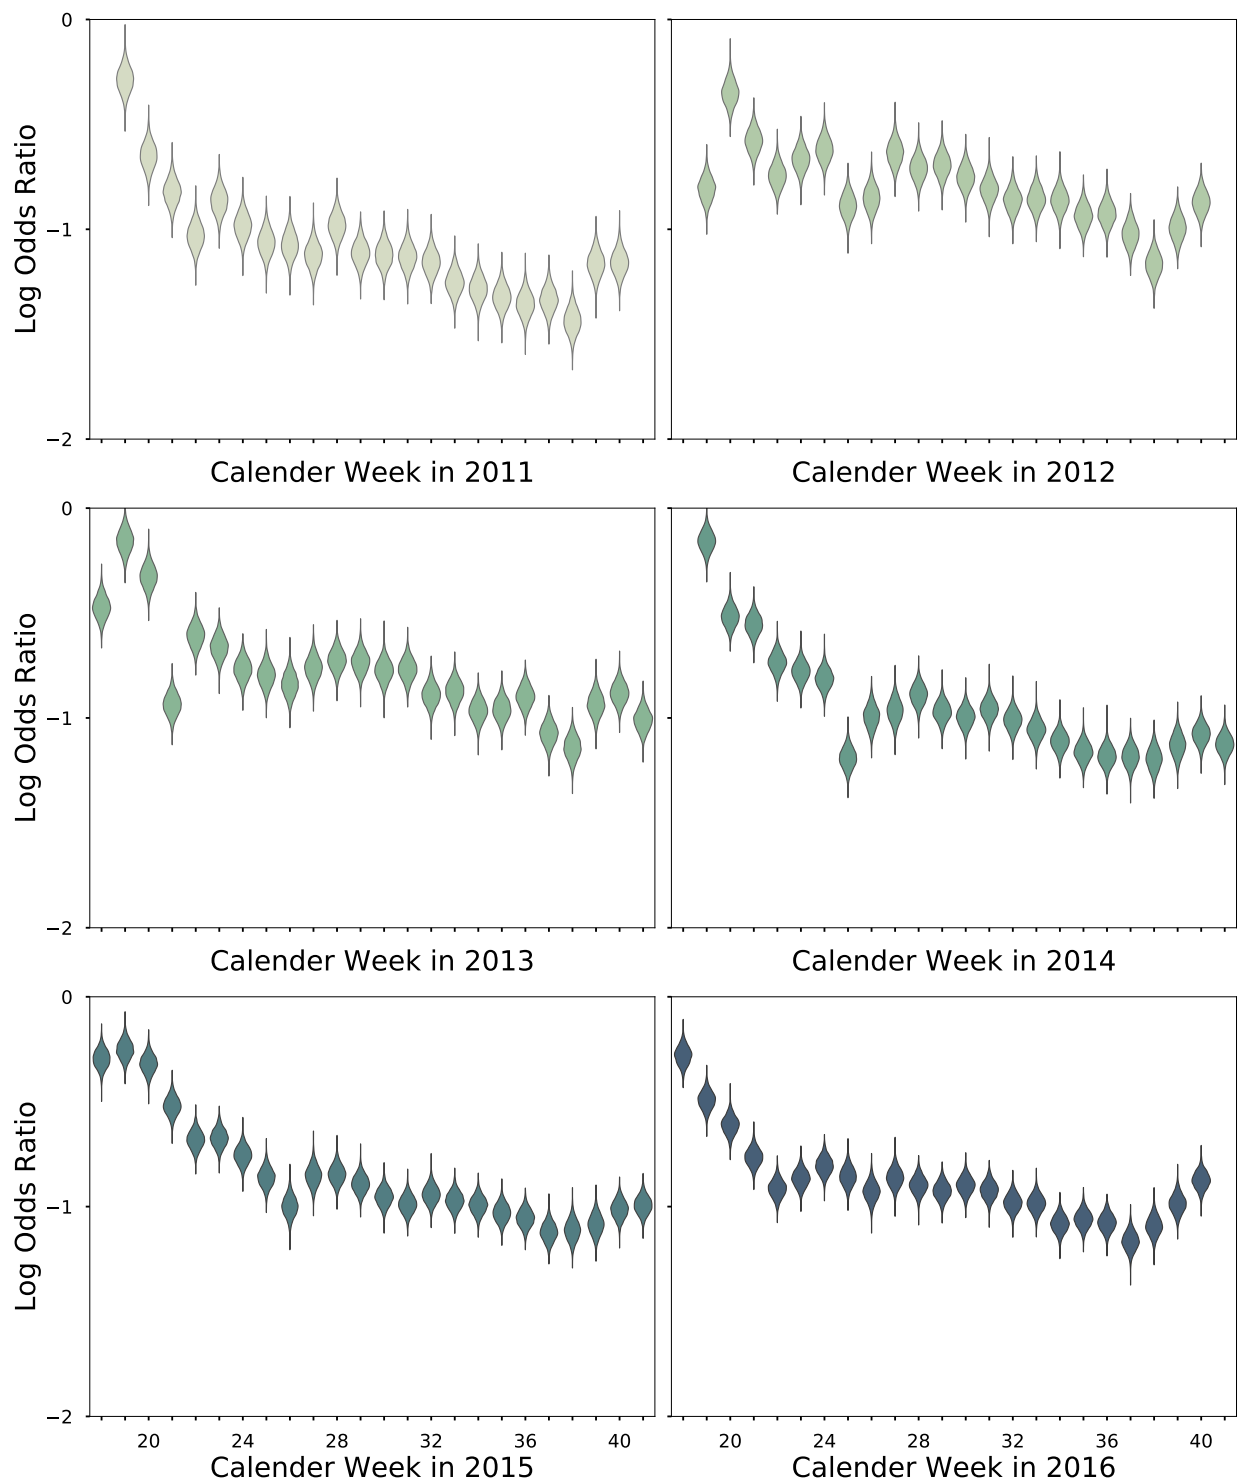 0
Log Odds Ratio
−1
−2
Calender Week in 2011
Calender Week in 2012
0
Log Odds Ratio
−1
−2
Calender Week in 2013
Calender Week in 2014
0
Log Odds Ratio
−1
−2
20 24 28 32 36 40
20 24 28 32 36 40
Calender Week in 2015
Calender Week in 2016